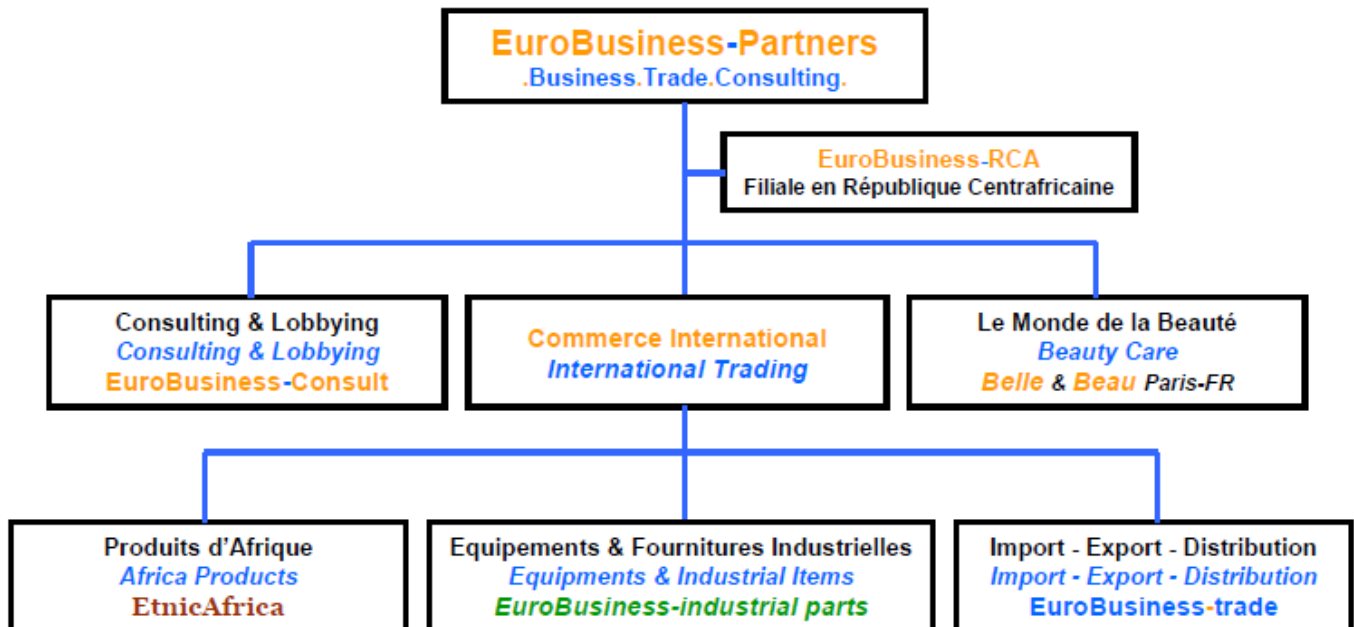 EuroBusiness-Partners
.Business.Trade.Consulting.
EuroBusiness-RCA
Filiale en République Centrafricaine
Consulting & Lobbying
Consulting & Lobbying
EuroBusiness-Consult
Commerce International
International Trading
Le Monde de la Beauté
Beauty Care
Belle & Beau Paris-FR
Produits d'Afrique
Africa Products
EtnicAfrica
Equipements & Fournitures Industrielles
Equipments & Industrial Items
EuroBusiness-industrial parts
Import - Export - Distribution
Import - Export - Distribution
EuroBusiness-trade